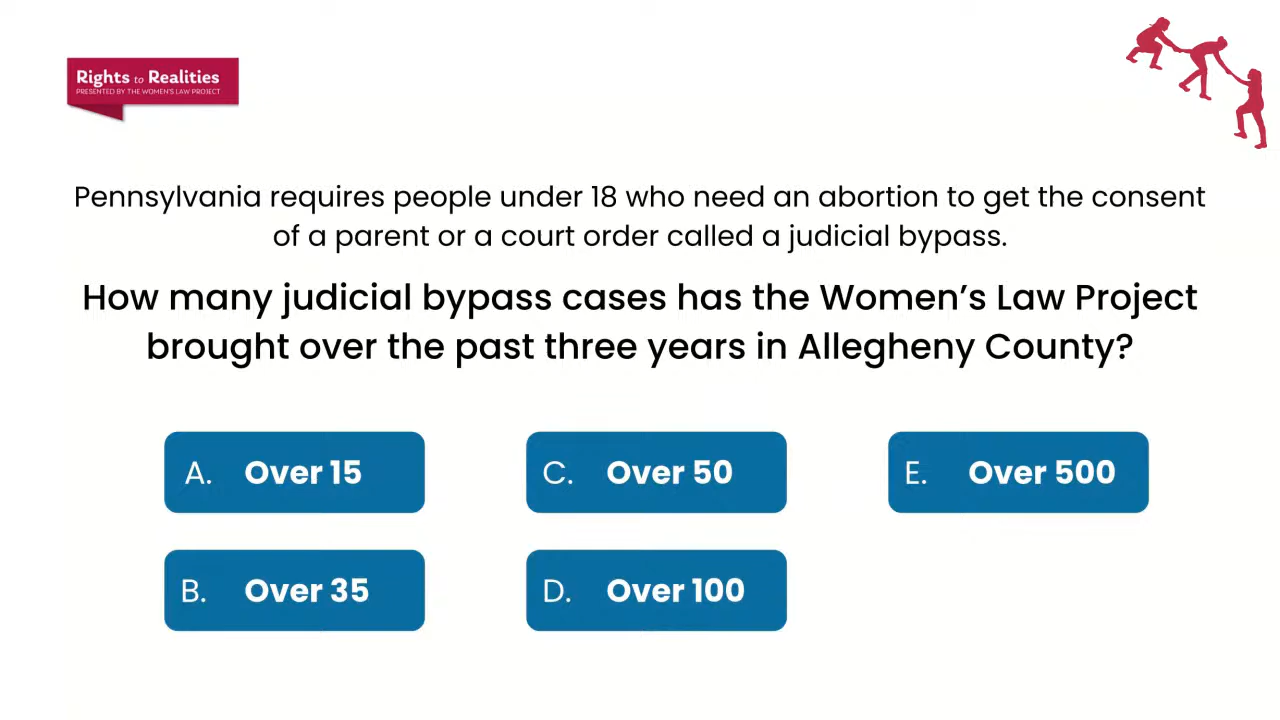 Rights to Realities
PRESENTED BY THE WOMEN'S LAW PROJECT
Pennsylvania requires people under 18 who need an abortion to get the consent
of a parent or a court order called a judicial bypass.
How many judicial bypass cases has the Women’s Law Project
brought over the past three years in Allegheny County?
A. Over 15
B. Over 35
C. Over 50
D. Over 100
E. Over 500